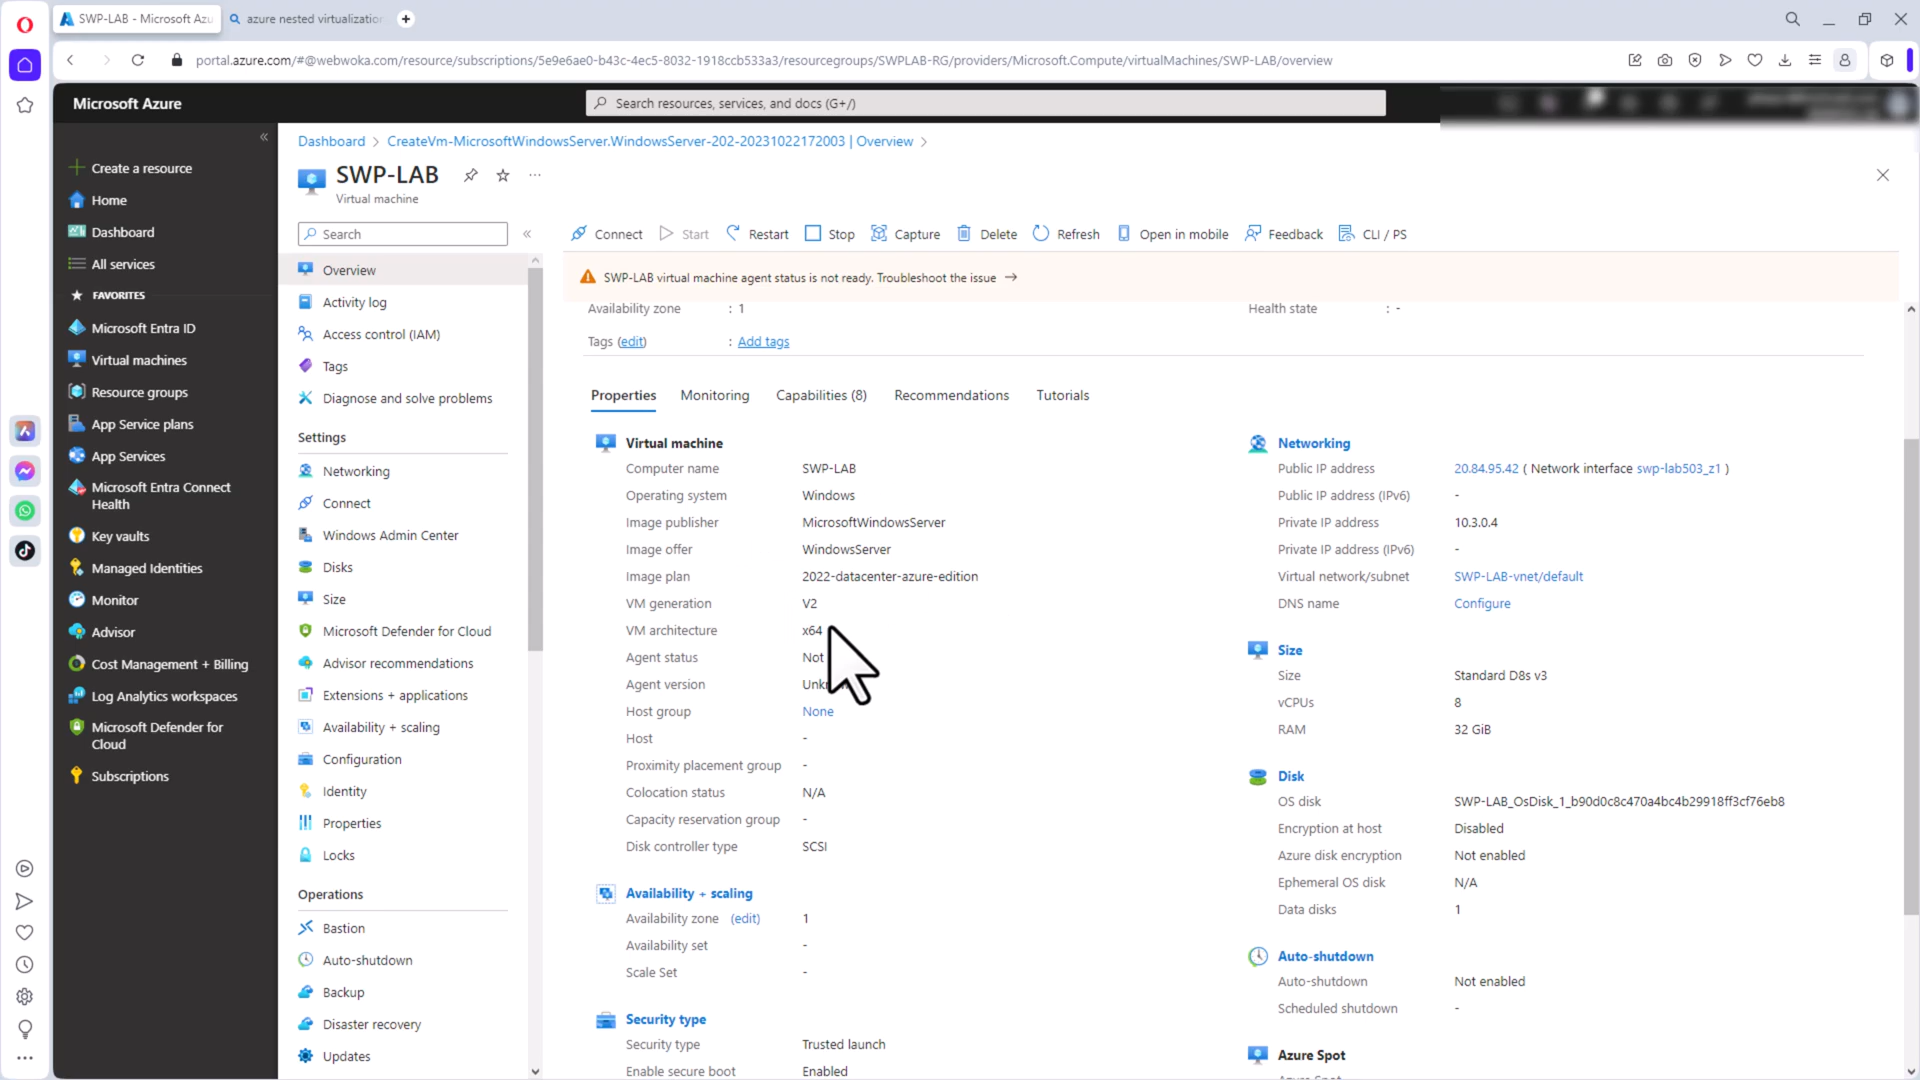 SWP-LAB - Microsoft Azu
azure nested virtualization
portal.azure.com/#@webwoka.com/resource/subscriptions/5e9e6ae0-b43c-4ec5-8032-1918ccb533a3/resourcegroups/SWPLAB-RG/providers/Microsoft.Compute/virtualMachines/SWP-LAB/overview
Microsoft Azure
Search resources, services, and docs (G+/)
Create a resource
Home
Dashboard
All services
FAVORITES
Microsoft Entra ID
Virtual machines
Resource groups
App Service plans
App Services
Microsoft Entra Connect
Health
Key vaults
Managed Identities
Monitor
Advisor
Cost Management + Billing
Log Analytics workspaces
Microsoft Defender for
Cloud
Subscriptions
Dashboard > CreateVm-MicrosoftWindowsServer.WindowsServer-202-20231022172003 | Overview >
SWP-LAB
Virtual machine
Search
Overview
Activity log
Access control (IAM)
Tags
Diagnose and solve problems
Settings
Networking
Connect
Windows Admin Center
Disks
Size
Microsoft Defender for Cloud
Advisor recommendations
Extensions + applications
Availability + scaling
Configuration
Identity
Properties
Locks
Operations
Bastion
Auto-shutdown
Backup
Disaster recovery
Updates
Connect Start Restart Stop Capture Delete Refresh Open in mobile Feedback CLI / PS
SWP-LAB virtual machine agent status is not ready. Troubleshoot the issue →
Availability zone : 1
Health state : -
Tags (edit) : Add tags
Properties Monitoring Capabilities (8) Recommendations Tutorials
Virtual machine
Computer name SWP-LAB
Operating system Windows
Image publisher MicrosoftWindowsServer
Image offer WindowsServer
Image plan 2022-datacenter-azure-edition
VM generation V2
VM architecture x64
Agent status Not
Agent version
Host group None
Host -
Proximity placement group -
Colocation status N/A
Capacity reservation group -
Disk controller type SCSI
Availability + scaling
Availability zone (edit) 1
Availability set -
Scale Set -
Security type
Security type Trusted launch
Enable secure boot Enabled
Networking
Public IP address 20.84.95.42 ( Network interface swp-lab503_z1 )
Public IP address (IPv6) -
Private IP address 10.3.0.4
Private IP address (IPv6) -
Virtual network/subnet SWP-LAB-vnet/default
DNS name Configure
Size
Size Standard D8s v3
vCPUs 8
RAM 32 GiB
Disk
OS disk SWP-LAB_OsDisk_1_b90d0c8c470a4bc4b29918ff3cf76eb8
Encryption at host Disabled
Azure disk encryption Not enabled
Ephemeral OS disk N/A
Data disks 1
Auto-shutdown
Auto-shutdown Not enabled
Scheduled shutdown -
Azure Spot